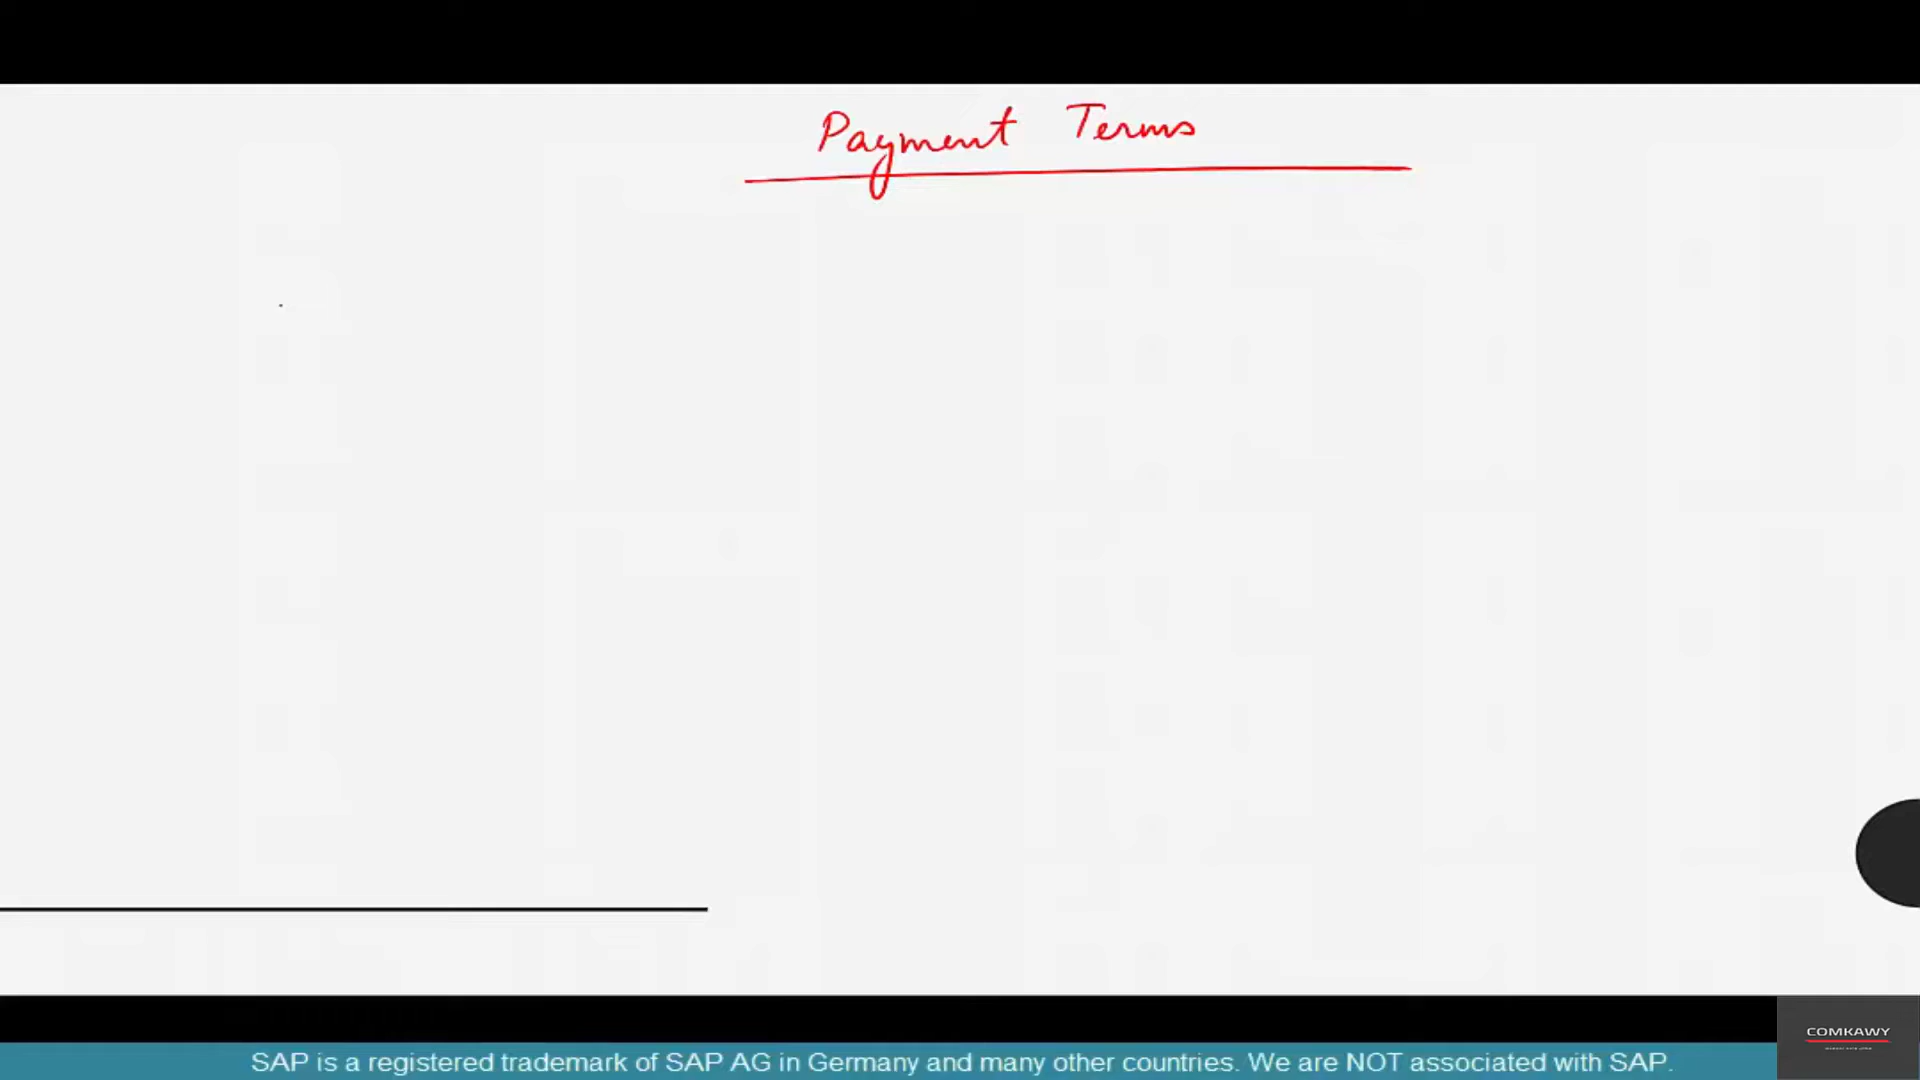 Payment Terms
COMKAWY
SAP is a registered trademark of SAP AG in Germany and many other countries. We are NOT associated with SAP.